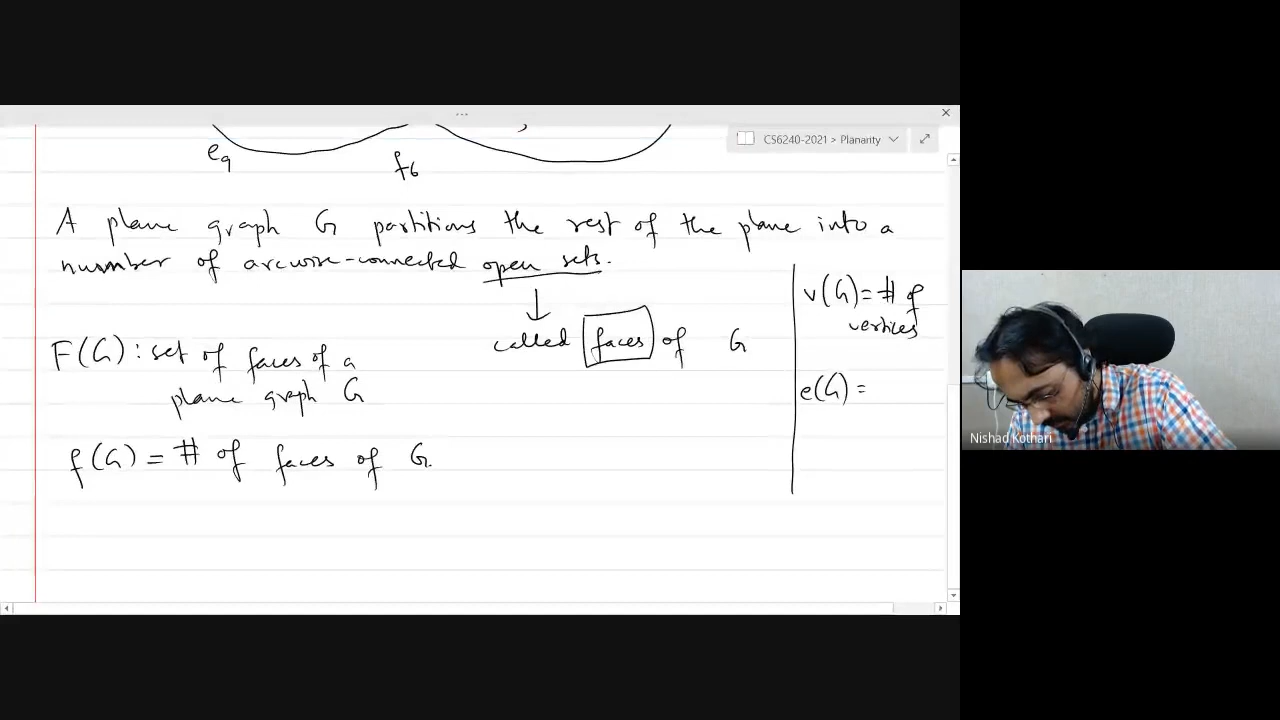 CS6240-2021 > Planarity
e9
f6
A plane graph G partitions the rest of the plane into a
number of arcwise-connected open sets.
called faces of G
F(G): set of faces of a
plane graph G
f(G) = # of faces of G.
v(G) = # of
vertices
e(G) =
Nishad Kothari